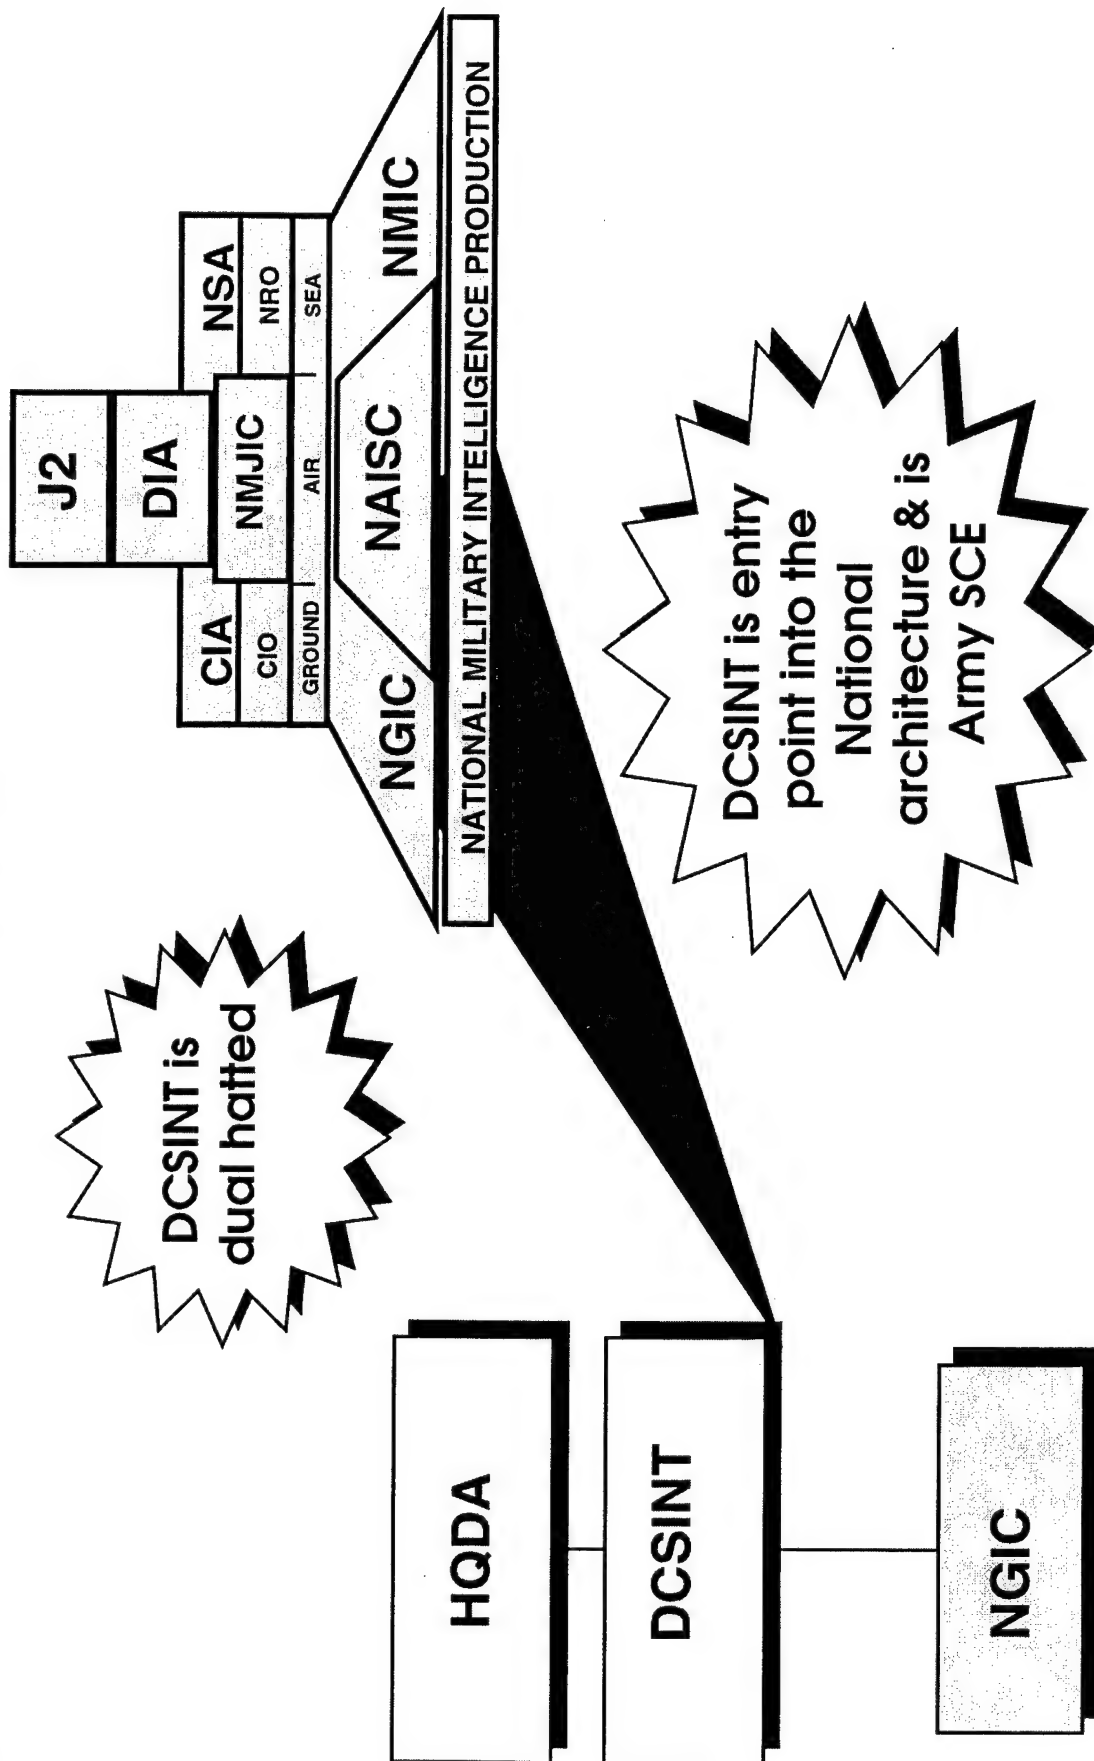 J2
DIA
CIA
NSA
CIO
NMJIC
NRO
GROUND
AIR
SEA
NGIC
NAISC
NMIC
NATIONAL MILITARY INTELLIGENCE PRODUCTION
DCSINT is
dual hatted
HQDA
DCSINT
NGIC
DCSINT is entry
point into the
National
architecture & is
Army SCE